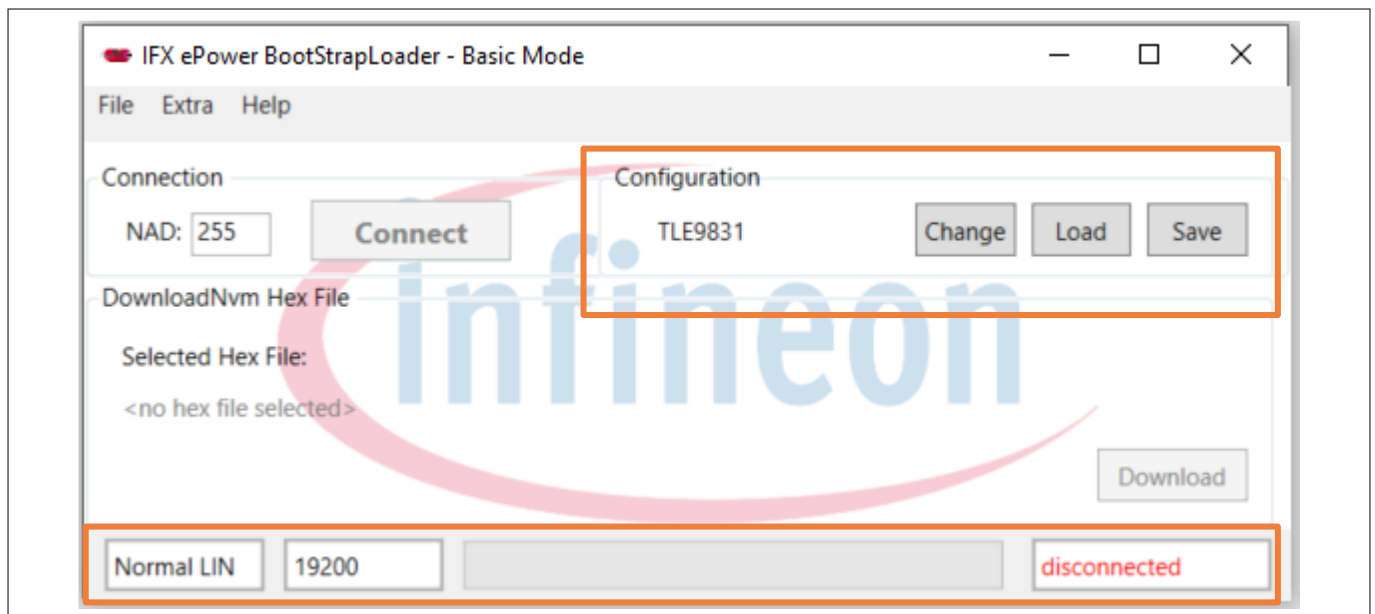 IFX ePower BootStrapLoader - Basic Mode
File Extra Help
Connection
NAD: 255 Connect
Configuration
TLE9831 Change Load Save
DownloadNvm Hex File
Selected Hex File:
<no hex file selected>
infineon
Download
Normal LIN 19200 disconnected